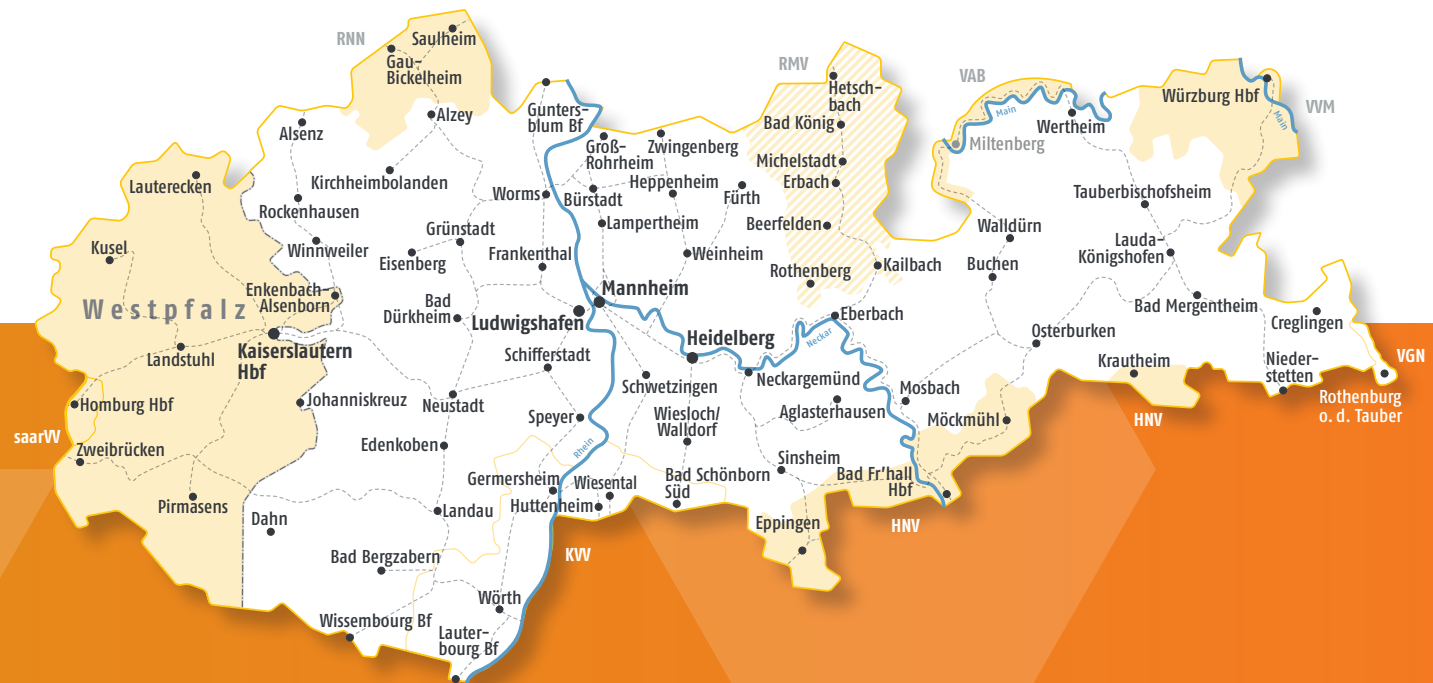 RNN
Saulheim
Gau-
Bickelheim
Alzey
Alsenz
Kirchheimbolanden
Rockenhausen
Winnweiler
Lauterecken
Kusel
Westpfalz
Enkenbach-
Alsenborn
Landstuhl
Kaiserslautern
Hbf
Homburg Hbf
saarVV
Zweibrücken
Pirmasens
Johanniskreuz
Dahn
Guntersblum Bf
Groß-
Rohrheim
Zwingenberg
Worms
Bürstadt
Heppenheim
Fürth
Lampertheim
Weinheim
Grünstadt
Eisenberg
Frankenthal
Bad
Dürkheim
Mannheim
Ludwigshafen
Heidelberg
Schifferstadt
Schwetzingen
Neustadt
Speyer
Wiesloch/
Walldorf
Edenkoben
Rhein
Germersheim
Wiesental
Huttenheim
Bad Schönborn
Süd
Landau
Bad Bergzabern
KVV
Wörth
Wissembourg Bf
Lauter-
bourg Bf
RMV
Hetsch-
bach
Bad König
Michelstadt
Erbach
Beerfelden
Rothenberg
Kailbach
Eberbach
Neckar
Neckargemünd
Aglasterhausen
Mosbach
Möckmühl
Sinsheim
Bad Fr'hall
Hbf
Eppingen
HNV
VAB
Main
Miltenberg
Wertheim
Würzburg Hbf
Main
VVM
Tauberbischofsheim
Walldürn
Buchen
Lauda-
Königshofen
Bad Mergentheim
Osterburken
Krautheim
HNV
Creglingen
Nieder-
stetten
VGN
Rothenburg
o. d. Tauber